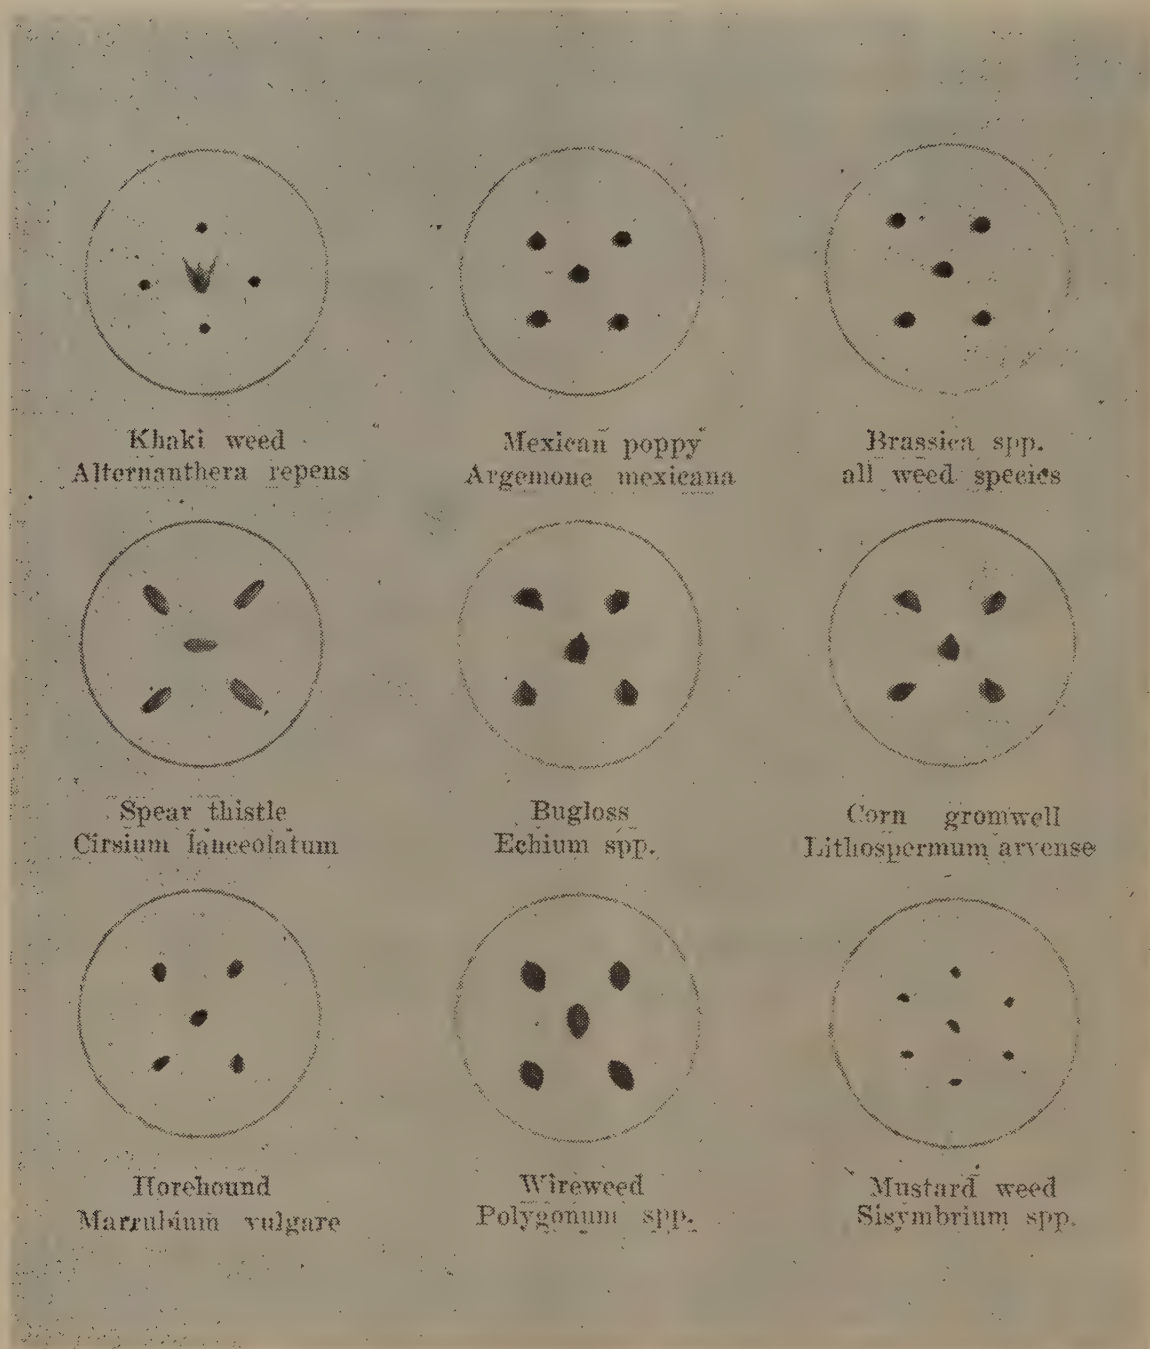 Khaki weed
Alternanthera repens
Mexican poppy
Argemone mexicana
Brassica spp.
all weed species
Spear thistle
Cirsium lanceolatum
Bugloss
Echium spp.
Corn gromwell
Lithospermum arvense
Horehound
Marrubium vulgare
Wireweed
Polygonum spp.
Mustard weed
Sisymbrium spp.